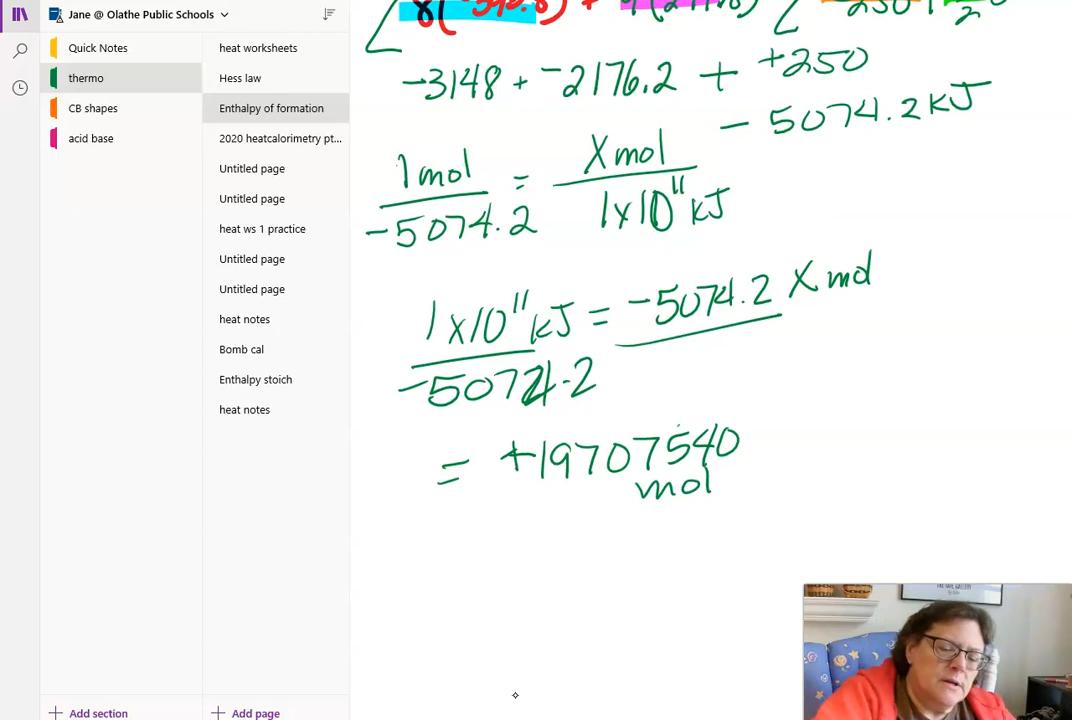 Jane @ Olathe Public Schools
Quick Notes
thermo
CB shapes
acid base
heat worksheets
Hess law
Enthalpy of formation
2020 heatcalorimetry pt...
Untitled page
Untitled page
heat ws 1 practice
Untitled page
Untitled page
heat notes
Bomb cal
Enthalpy stoich
heat notes
+ Add section
+ Add page
-3148 + -2176.2 + +250
- 5074.2 kJ
1 mol = X mol
-5074.2 1x10¹¹ kJ
1x10¹¹ kJ = -5074.2 X mol
-5074.2
= +19707540
mol